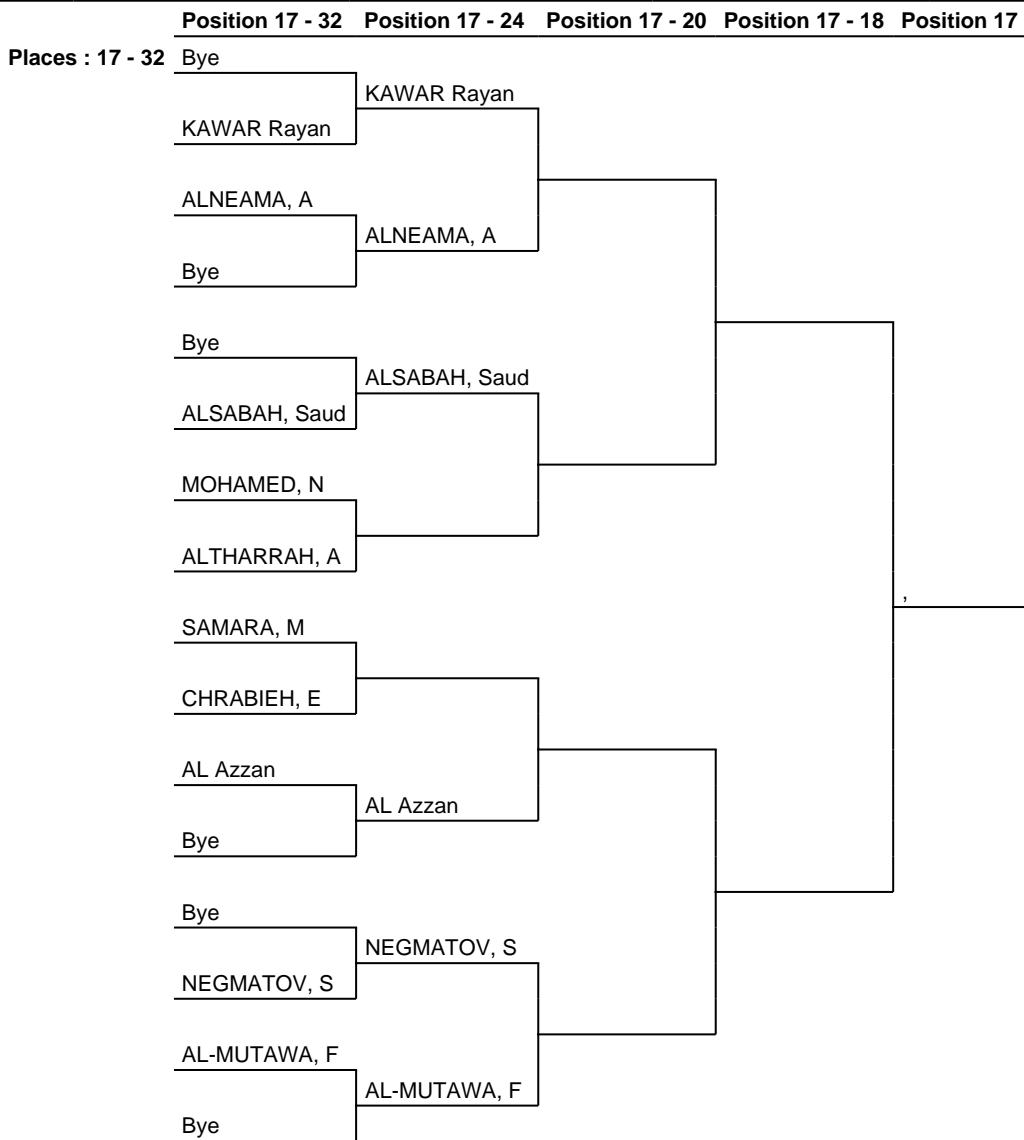 Position 17 - 32 Position 17 - 24 Position 17 - 20 Position 17 - 18 Position 17
Places : 17 - 32 Bye
KAWAR Rayan
KAWAR Rayan
ALNEAMA, A
ALNEAMA, A
Bye
Bye
ALSABAH, Saud
ALSABAH, Saud
MOHAMED, N
ALTHARRAH, A
,
SAMARA, M
CHRABIEH, E
AL Azzan
AL Azzan
Bye
Bye
NEGMATOV, S
NEGMATOV, S
AL-MUTAWA, F
AL-MUTAWA, F
Bye